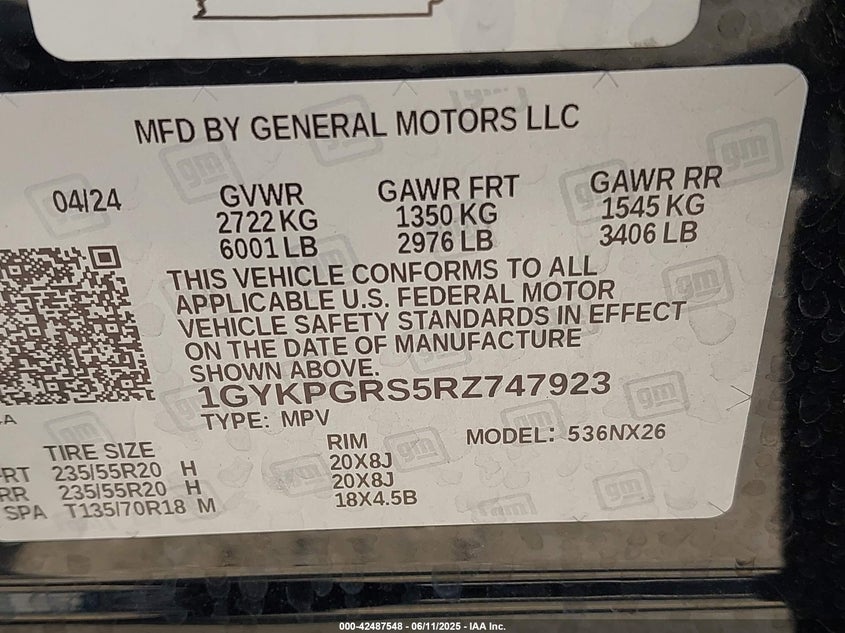 MFD BY GENERAL MOTORS LLC
04/24 GVWR GAWR FRT GAWR RR
2722 KG 1350 KG 1545 KG
6001 LB 2976 LB 3406 LB
THIS VEHICLE CONFORMS TO ALL
APPLICABLE U.S. FEDERAL MOTOR
VEHICLE SAFETY STANDARDS IN EFFECT
ON THE DATE OF MANUFACTURE
SHOWN ABOVE.
1GYKPGRS5RZ747923
TYPE: MPV MODEL: 536NX26
TIRE SIZE RIM
FRT 235/55R20 H 20X8J
RR 235/55R20 H 20X8J
SPA T135/70R18 M 18X4.5B
gm
000-42487548 - 06/11/2025 - IAA Inc.